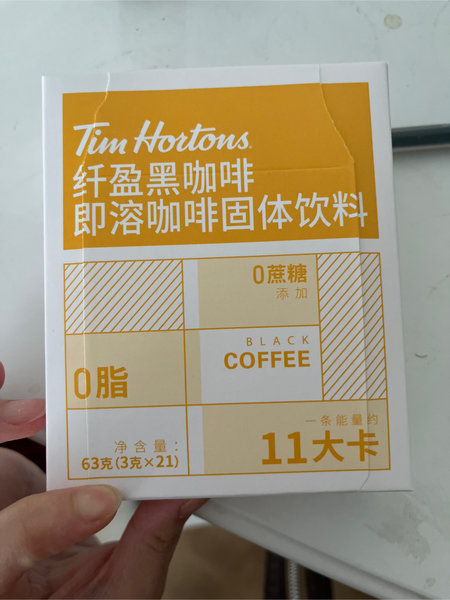 Tim Hortons.
纤盈黑咖啡
即溶咖啡固体饮料
0蔗糖
添加
BLACK
COFFEE
0脂
一条能量约
11大卡
净含量:
63克(3克×21)